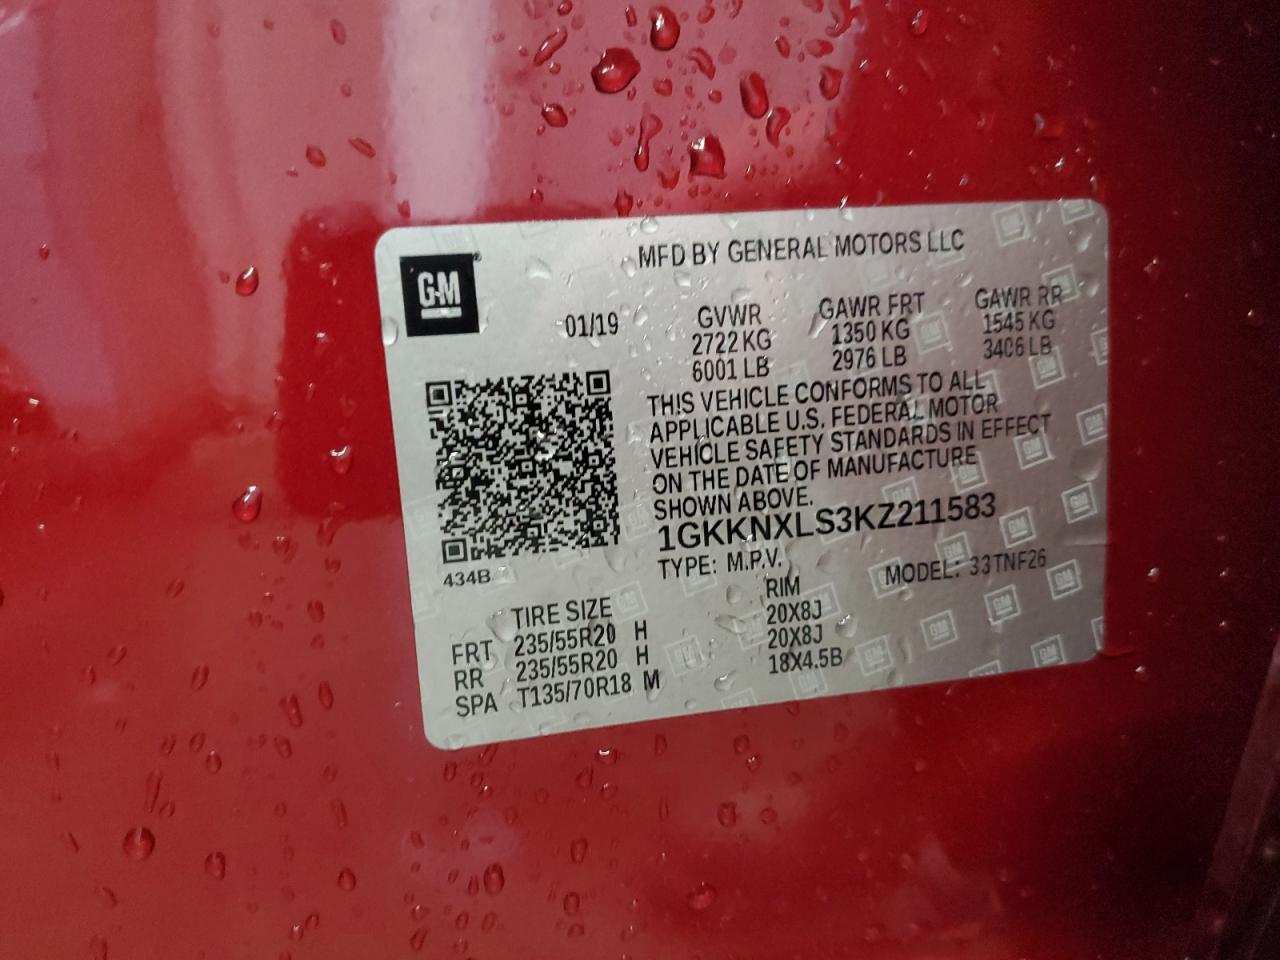 GM
MFD BY GENERAL MOTORS LLC
01/19
GVWR GAWR FRT GAWR RR
2722 KG 1350 KG 1545 KG
6001 LB 2976 LB 3406 LB
THIS VEHICLE CONFORMS TO ALL
APPLICABLE U.S. FEDERAL MOTOR
VEHICLE SAFETY STANDARDS IN EFFECT
ON THE DATE OF MANUFACTURE
SHOWN ABOVE.
1GKKNXLS3KZ211583
TYPE: M.P.V. MODEL: 33TNF26
434B
TIRE SIZE RIM
FRT 235/55R20 H 20X8J
RR 235/55R20 H 20X8J
SPA T135/70R18 M 18X4.5B